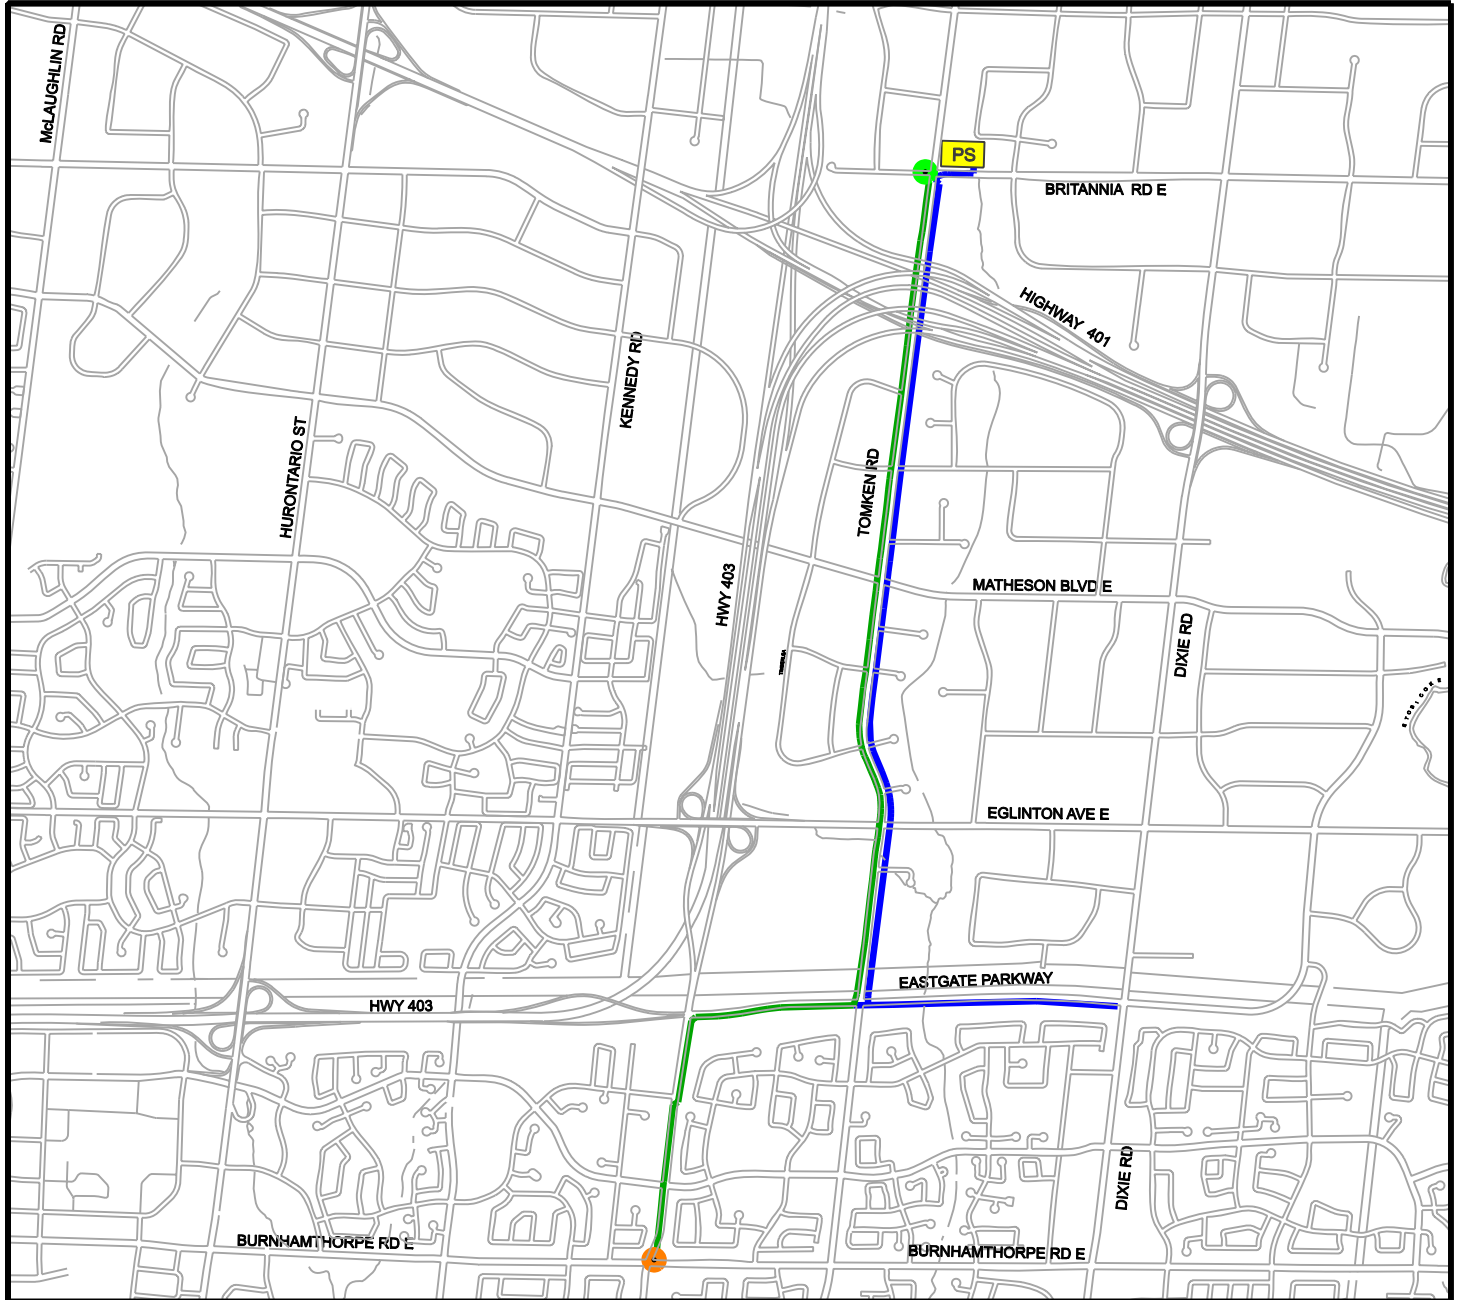 McLAUGHLIN RD
PS
BRITANNIA RD E
HIGHWAY 401
KENNEDY RD
HURONTARIO ST
TOMKEN RD
HWY 403
MATHESON BLVD E
DIXIE RD
ETOBICOKE
EGLINTON AVE E
EASTGATE PARKWAY
HWY 403
DIXIE RD
BURNHAMTHORPE RD E
BURNHAMTHORPE RD E